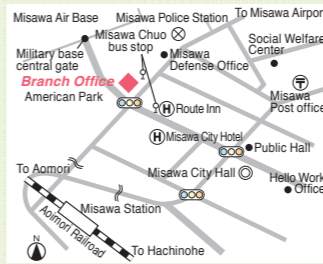 Misawa Air Base
Misawa Police Station
To Misawa Airport
Misawa Chuo
bus stop
Social Welfare
Center
Military base
central gate
Misawa
Defense Office
Branch Office
American Park
Misawa
Post office
H Route Inn
H Misawa City Hotel
Public Hall
To Aomori
Misawa City Hall
Hello Work
Office
Misawa Station
Aoimori Railroad
To Hachinohe
N